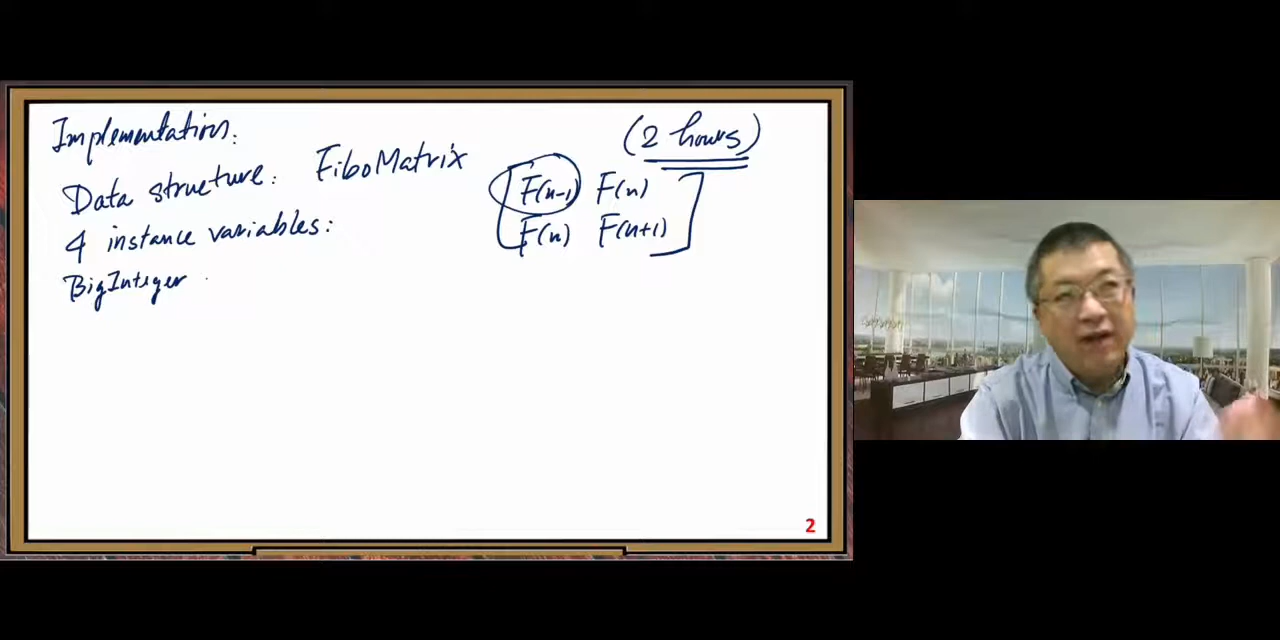 Implementation:
(2 hours)
Data structure: FiboMatrix
F(n-1) F(n)
4 instance variables:
F(n) F(n+1)
BigInteger
2